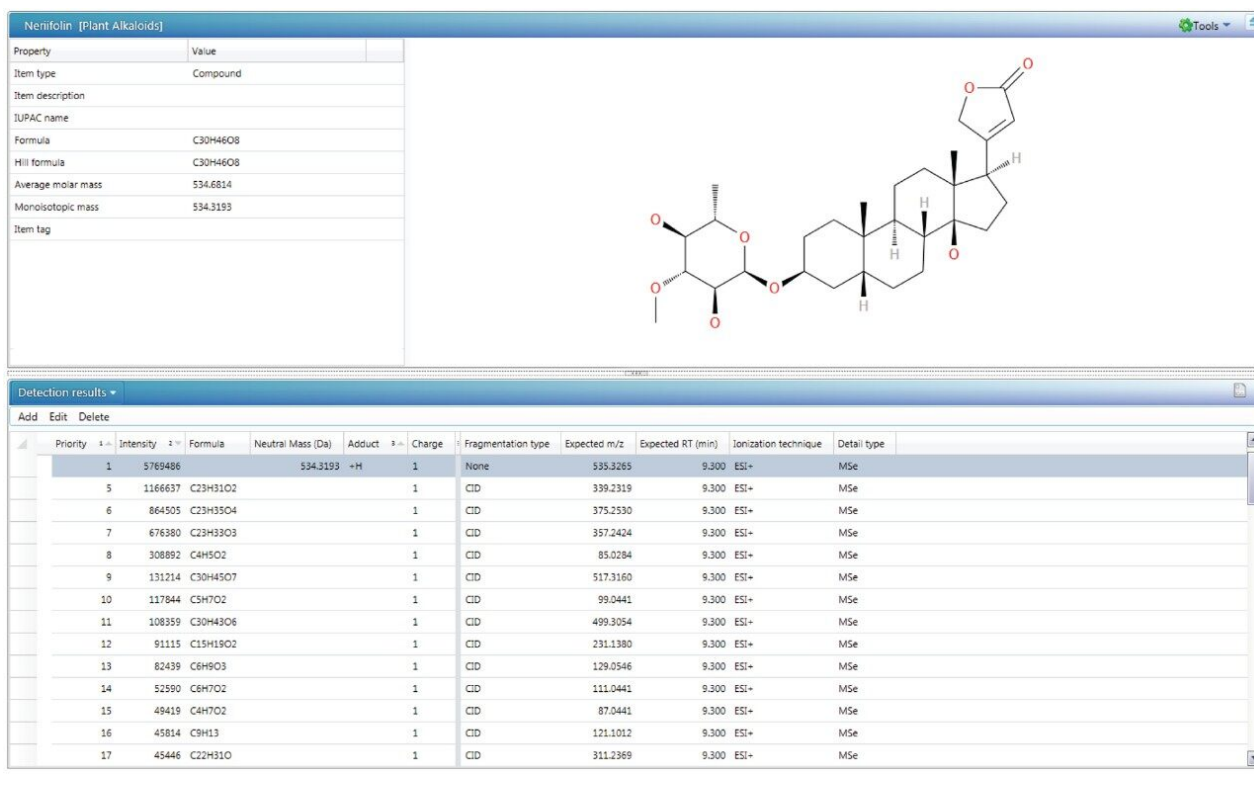 Neriifolin [Plant Alkaloids] Tools
Property Value
Item type Compound
Item description
IUPAC name
Formula C30H46O8
Hill formula C30H46O8
Average molar mass 534.6814
Monoisotopic mass 534.3193
Item tag
O
O
H
O
O
H
H
O
O
O
H
O
Detection results
Add Edit Delete
Priority 1 Intensity 2 Formula Neutral Mass (Da) Adduct 3 Charge Fragmentation type Expected m/z Expected RT (min) Ionization technique Detail type
1 5769486 534.3193 +H 1 None 535.3265 9.300 ESI+ MSe
5 1166637 C23H31O2 1 CID 339.2319 9.300 ESI+ MSe
6 864505 C23H35O4 1 CID 375.2530 9.300 ESI+ MSe
7 676380 C23H33O3 1 CID 357.2424 9.300 ESI+ MSe
8 308892 C4H5O2 1 CID 85.0284 9.300 ESI+ MSe
9 131214 C30H45O7 1 CID 517.3160 9.300 ESI+ MSe
10 117844 C5H7O2 1 CID 99.0441 9.300 ESI+ MSe
11 108359 C30H43O6 1 CID 499.3054 9.300 ESI+ MSe
12 91115 C15H19O2 1 CID 231.1380 9.300 ESI+ MSe
13 82439 C6H9O3 1 CID 129.0546 9.300 ESI+ MSe
14 52590 C6H7O2 1 CID 111.0441 9.300 ESI+ MSe
15 49419 C4H7O2 1 CID 87.0441 9.300 ESI+ MSe
16 45814 C9H13 1 CID 121.1012 9.300 ESI+ MSe
17 45446 C22H31O 1 CID 311.2369 9.300 ESI+ MSe